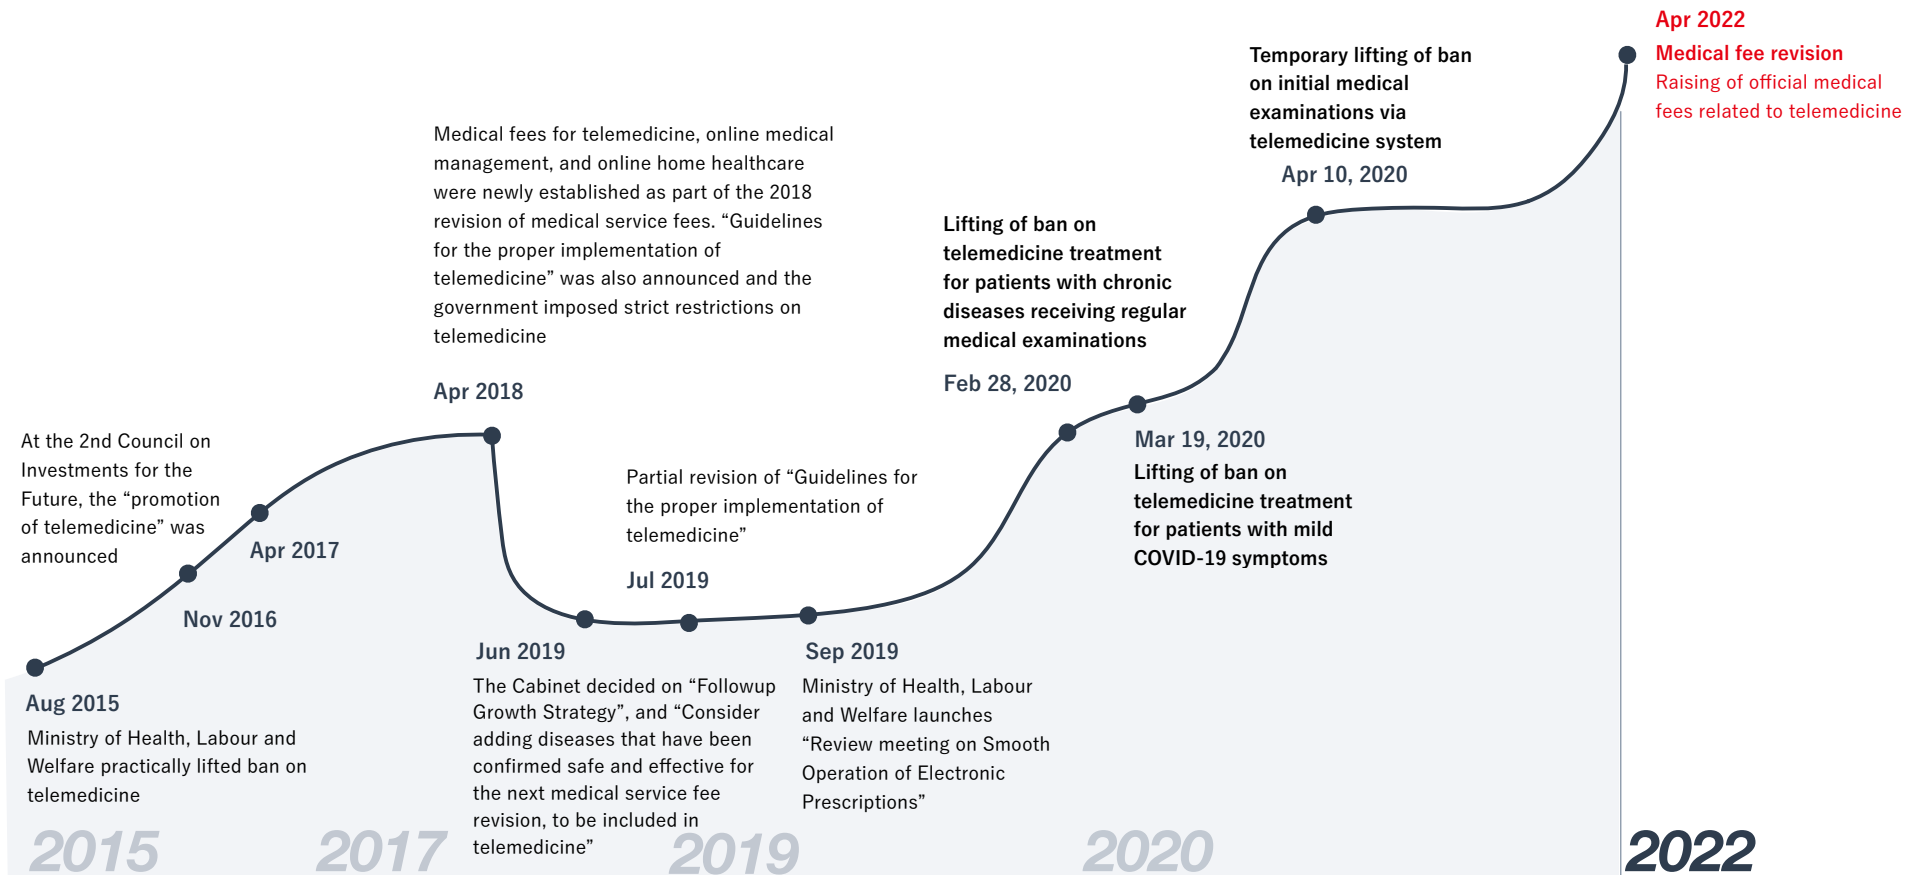 Apr 2022
Medical fee revision
Raising of official medical
fees related to telemedicine
Temporary lifting of ban
on initial medical
examinations via
telemedicine system
Apr 10, 2020
Medical fees for telemedicine, online medical
management, and online home healthcare
were newly established as part of the 2018
revision of medical service fees. “Guidelines
for the proper implementation of
telemedicine” was also announced and the
government imposed strict restrictions on
telemedicine
Apr 2018
Lifting of ban on
telemedicine treatment
for patients with chronic
diseases receiving regular
medical examinations
Feb 28, 2020
At the 2nd Council on
Investments for the
Future, the “promotion
of telemedicine” was
announced
Apr 2017
Nov 2016
Partial revision of “Guidelines for
the proper implementation of
telemedicine”
Jul 2019
Mar 19, 2020
Lifting of ban on
telemedicine treatment
for patients with mild
COVID-19 symptoms
Aug 2015
Ministry of Health, Labour and
Welfare practically lifted ban on
telemedicine
Jun 2019
The Cabinet decided on “Followup
Growth Strategy”, and “Consider
adding diseases that have been
confirmed safe and effective for
the next medical service fee
revision, to be included in
telemedicine”
Sep 2019
Ministry of Health, Labour
and Welfare launches
“Review meeting on Smooth
Operation of Electronic
Prescriptions”
2015
2017
2019
2020
2022